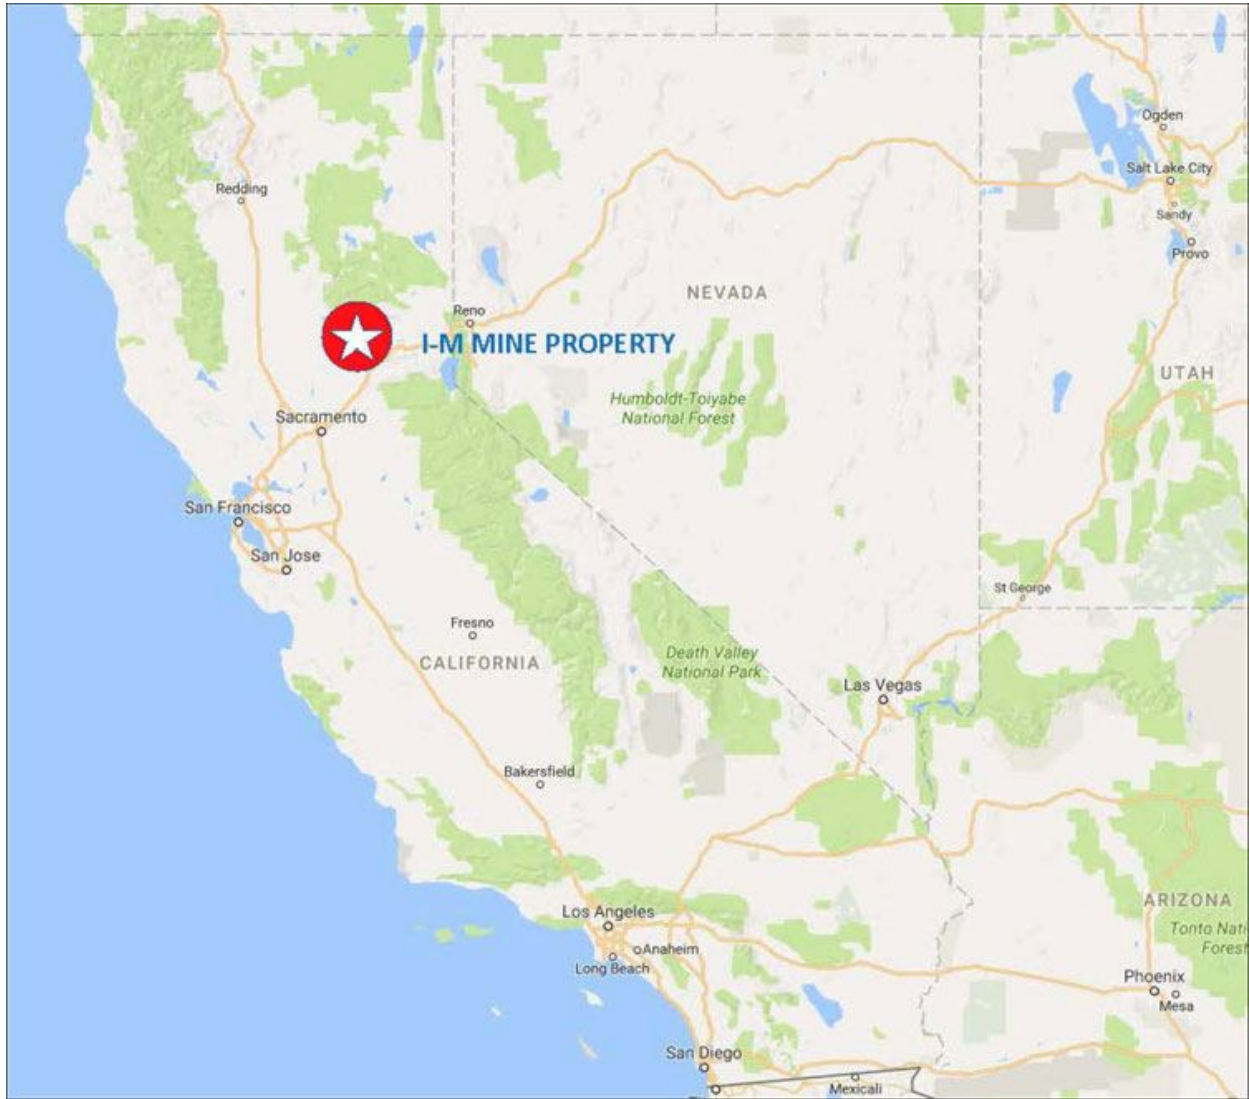 Ogden
Salt Lake City
Redding
Sandy
Provo
NEVADA
Reno
I-M MINE PROPERTY
UTAH
Humboldt-Toiyabe
National Forest
Sacramento
San Francisco
San Jose
St George
Fresno
CALIFORNIA
Death Valley
National Park
Las Vegas
Bakersfield
ARIZONA
Los Angeles
Tonto Nati
Forest
Anaheim
Long Beach
Phoenix
Mesa
San Diego
Mexicali